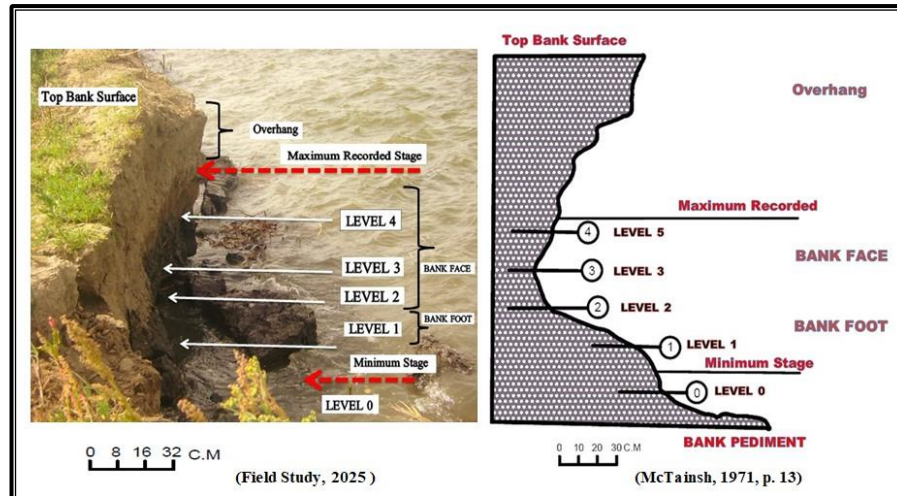 Top Bank Surface
Overhang
Maximum Recorded Stage
LEVEL 4
LEVEL 3
BANK FACE
LEVEL 2
LEVEL 1
BANK FOOT
Minimum Stage
LEVEL 0
0 8 16 32 C.M
(Field Study, 2025 )
Top Bank Surface
Overhang
Maximum Recorded
4 LEVEL 5
BANK FACE
3 LEVEL 3
2 LEVEL 2
BANK FOOT
1 LEVEL 1
Minimum Stage
0 LEVEL 0
BANK PEDIMENT
0 10 20 30 C.M
(McTainsh, 1971, p. 13)